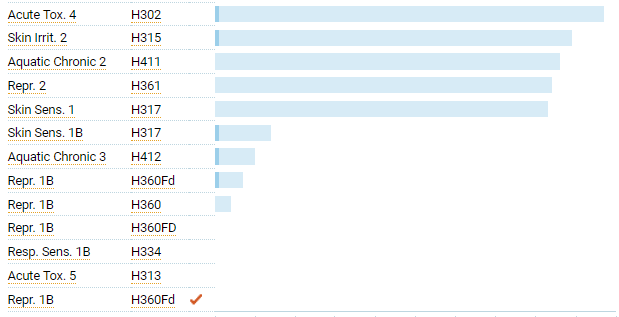 Acute Tox. 4 H302
Skin Irrit. 2 H315
Aquatic Chronic 2 H411
Repr. 2 H361
Skin Sens. 1 H317
Skin Sens. 1B H317
Aquatic Chronic 3 H412
Repr. 1B H360Fd
Repr. 1B H360
Repr. 1B H360FD
Resp. Sens. 1B H334
Acute Tox. 5 H313
Repr. 1B H360Fd